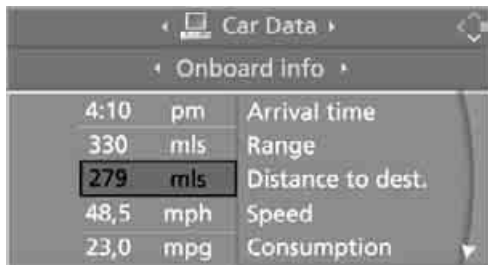 Car Data
Onboard info
4:10 pm Arrival time
330 mls Range
279 mls Distance to dest.
48,5 mph Speed
23,0 mpg Consumption